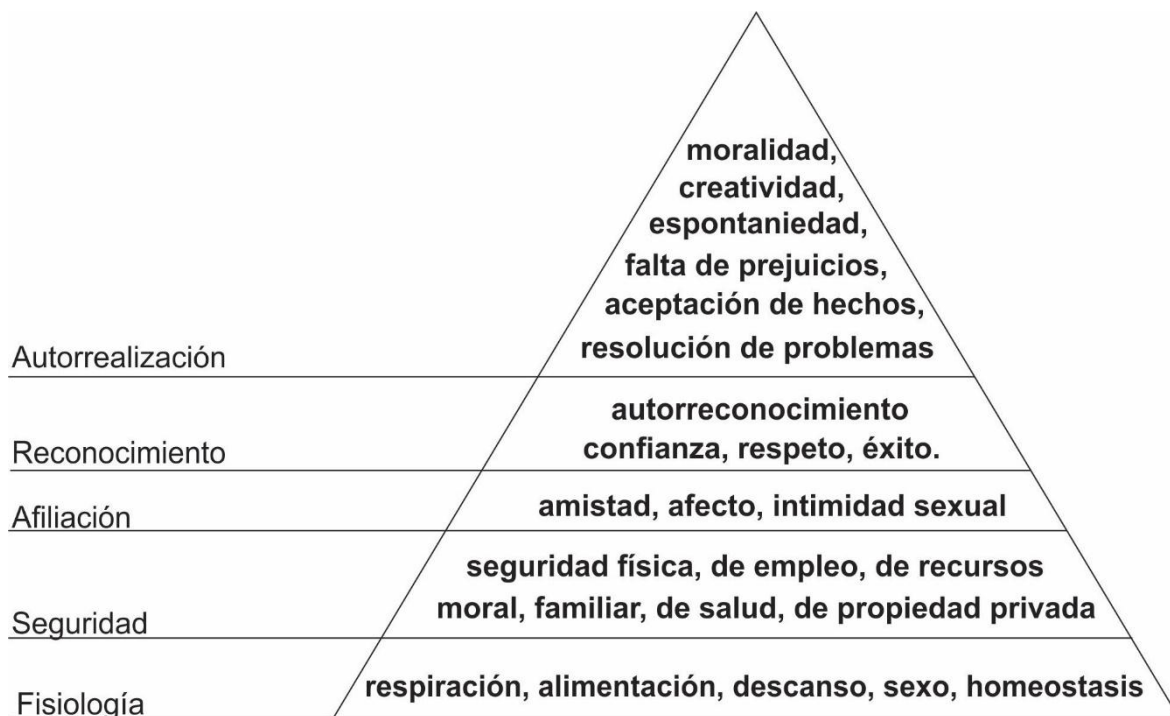 moralidad,
creatividad,
espontaniedad,
falta de prejuicios,
aceptación de hechos,
resolución de problemas
Autorrealización
autorreconocimiento
confianza, respeto, éxito.
Reconocimiento
amistad, afecto, intimidad sexual
Afiliación
seguridad física, de empleo, de recursos
moral, familiar, de salud, de propiedad privada
Seguridad
respiración, alimentación, descanso, sexo, homeostasis
Fisiología